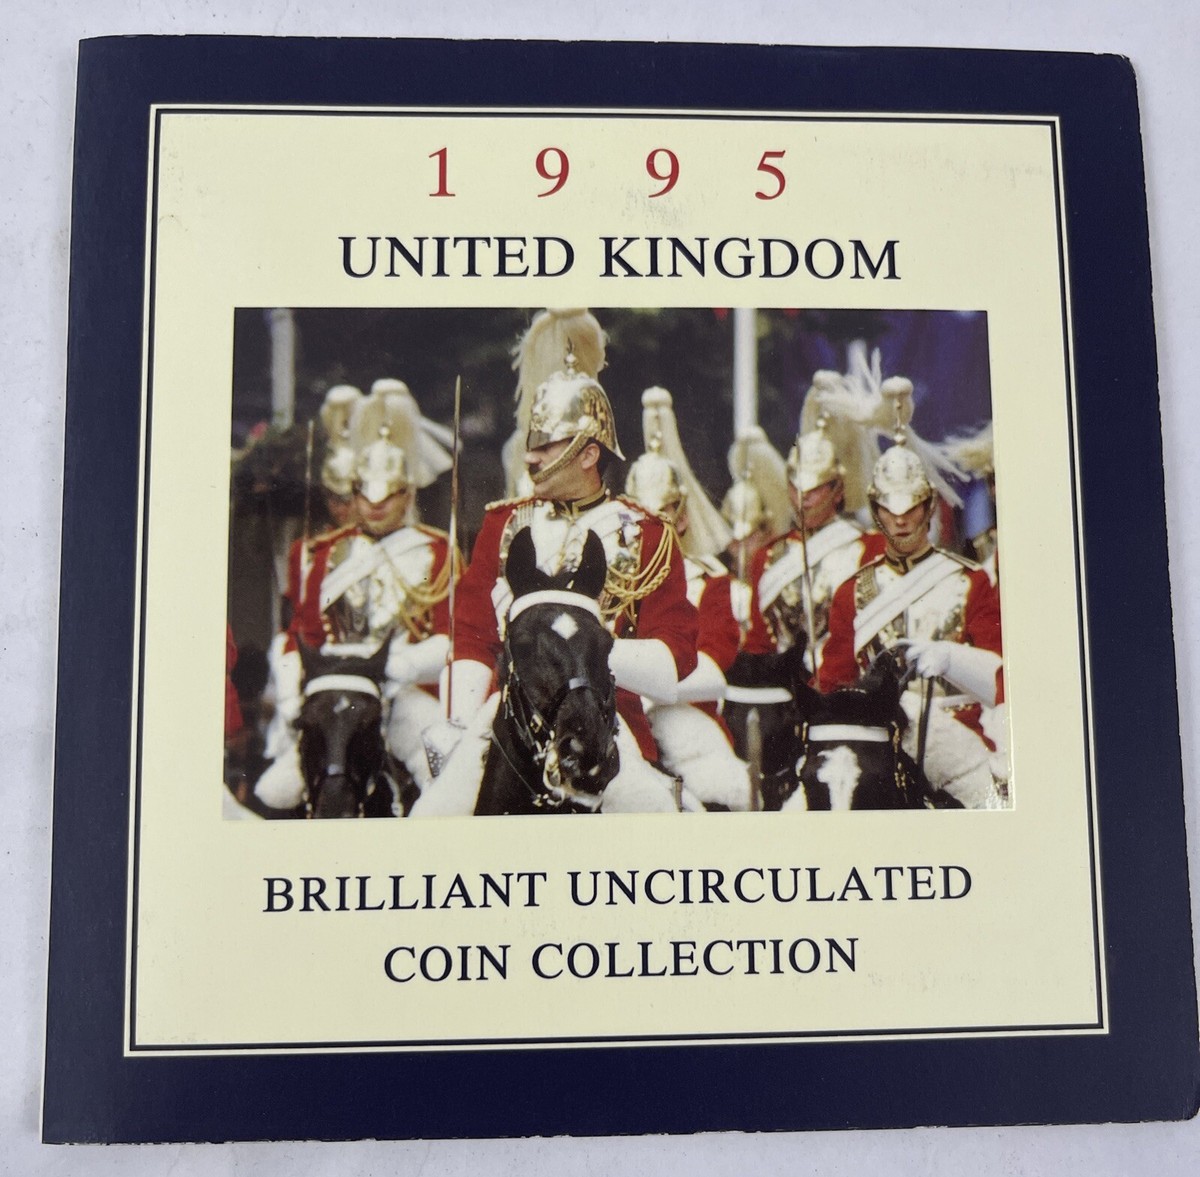 1995
UNITED KINGDOM
BRILLIANT UNCIRCULATED
COIN COLLECTION